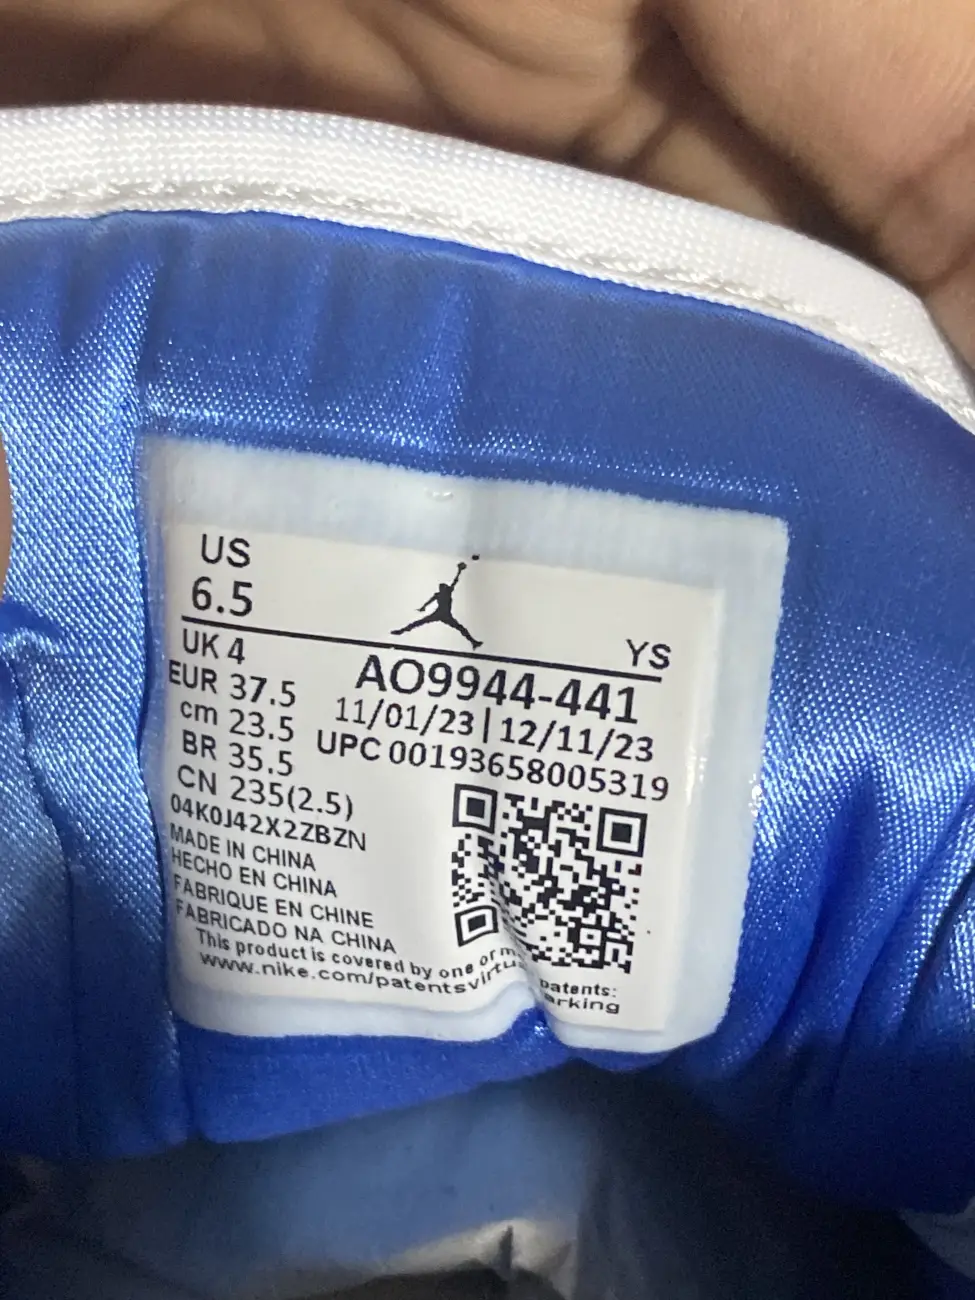 US
6.5
YS
UK 4
EUR 37.5
cm 23.5
BR 35.5
CN 235(2.5)
AO9944-441
11/01/23 | 12/11/23
UPC 00193658005319
04K0J42X2ZBZN
MADE IN CHINA
HECHO EN CHINA
FABRIQUE EN CHINE
FABRICADO NA CHINA
This product is covered by one or m patents:
www.nike.com/patentsvirtu arking